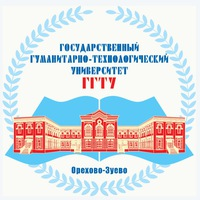 ГОСУДАРСТВЕННЫЙ
ГУМАНИТАРНО-ТЕХНОЛОГИЧЕСКИЙ
УНИВЕРСИТЕТ
ГГТУ
Орехово-Зуево